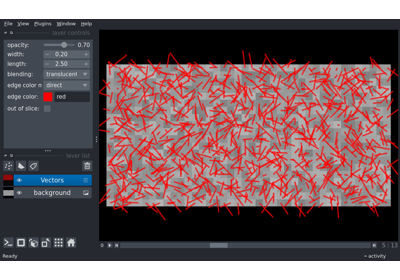 File View Plugins Window Help
layer controls
opacity: 0.70
width: 0.20
length: 2.50
blending: translucent
edge color m direct
edge color: red
out of slice:
layer list
Vectors
background
0 5 13
Ready activity